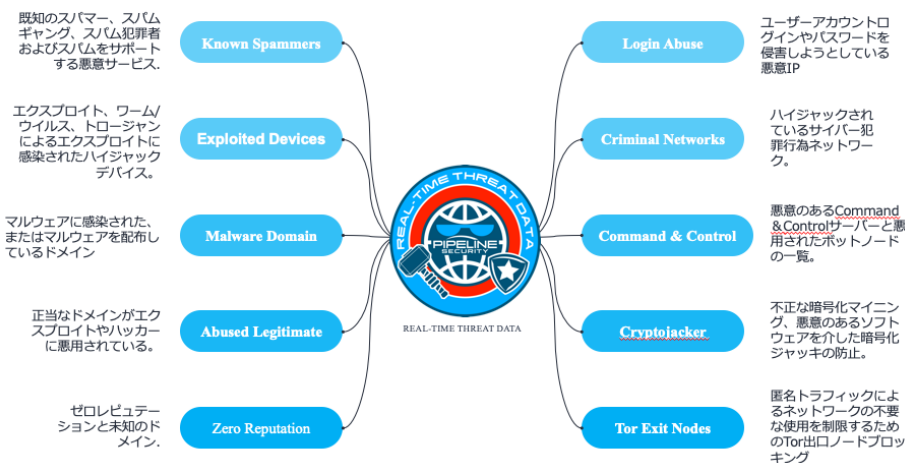 既知のスパマー、スパム
ギャング、スパム犯罪者
およびスパムをサポート
する悪意サービス.
Known Spammers
エクスプロイト、ワーム/
ウイルス、トロージャン
によるエクスプロイトに
感染されたハイジャック
デバイス。
Exploited Devices
マルウェアに感染された、
またはマルウェアを配布し
ているドメイン
Malware Domain
正当なドメインがエク
スプロイトやハッカー
に悪用されている。
Abused Legitimate
ゼロレピュテー
ションと未知のド
メイン.
Zero Reputation
REAL-TIME THREAT DATA
PIPELINE
SECURITY
REAL-TIME THREAT DATA
Login Abuse
ユーザーアカウントロ
グインやパスワードを
侵害しようとしている
悪意IP
Criminal Networks
ハイジャックされ
ているサイバー犯
罪行為ネットワー
ク。
Command & Control
悪意のあるCommand
&Controlサーバーと悪
用されたボットノード
の一覧。
Cryptojacker
不正な暗号化マイニン
グ、悪意のあるソフト
ウェアを介した暗号化
ジャッキの防止。
Tor Exit Nodes
匿名トラフィックによ
るネットワークの不要
な使用を制限するため
のTor出口ノードブロッ
キング